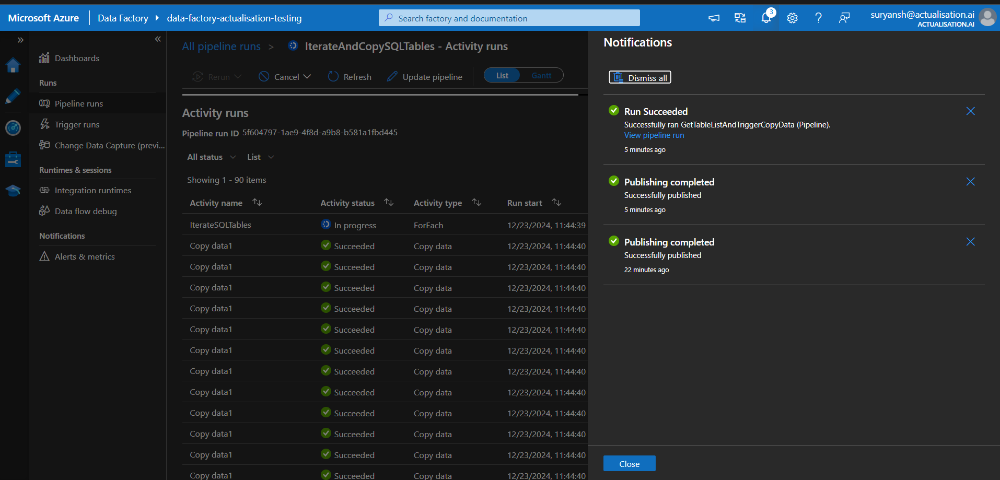 Microsoft Azure
Data Factory
data-factory-actualisation-testing
Search factory and documentation
3
suryansh@actualisation.ai
ACTUALISATION.AI
Dashboards
Runs
Pipeline runs
Trigger runs
Change Data Capture (previ...
Runtimes & sessions
Integration runtimes
Data flow debug
Notifications
Alerts & metrics
All pipeline runs > IterateAndCopySQLTables - Activity runs
Rerun
Cancel
Refresh
Update pipeline
List
Gantt
Activity runs
Pipeline run ID 5f604797-1ae9-4f8d-a9b8-b581a1fbd445
All status
List
Showing 1 - 90 items
Activity name Activity status Activity type Run start
IterateSQLTables In progress ForEach 12/23/2024, 11:44:39
Copy data1 Succeeded Copy data 12/23/2024, 11:44:40
Copy data1 Succeeded Copy data 12/23/2024, 11:44:40
Copy data1 Succeeded Copy data 12/23/2024, 11:44:40
Copy data1 Succeeded Copy data 12/23/2024, 11:44:40
Copy data1 Succeeded Copy data 12/23/2024, 11:44:40
Copy data1 Succeeded Copy data 12/23/2024, 11:44:40
Copy data1 Succeeded Copy data 12/23/2024, 11:44:40
Copy data1 Succeeded Copy data 12/23/2024, 11:44:40
Copy data1 Succeeded Copy data 12/23/2024, 11:44:40
Copy data1 Succeeded Copy data 12/23/2024, 11:44:40
Copy data1 Succeeded Copy data 12/23/2024, 11:44:40
Copy data1 Succeeded Copy data 12/23/2024, 11:44:40
Notifications
Dismiss all
Run Succeeded
Successfully ran GetTableListAndTriggerCopyData (Pipeline).
View pipeline run
5 minutes ago
Publishing completed
Successfully published
5 minutes ago
Publishing completed
Successfully published
22 minutes ago
Close